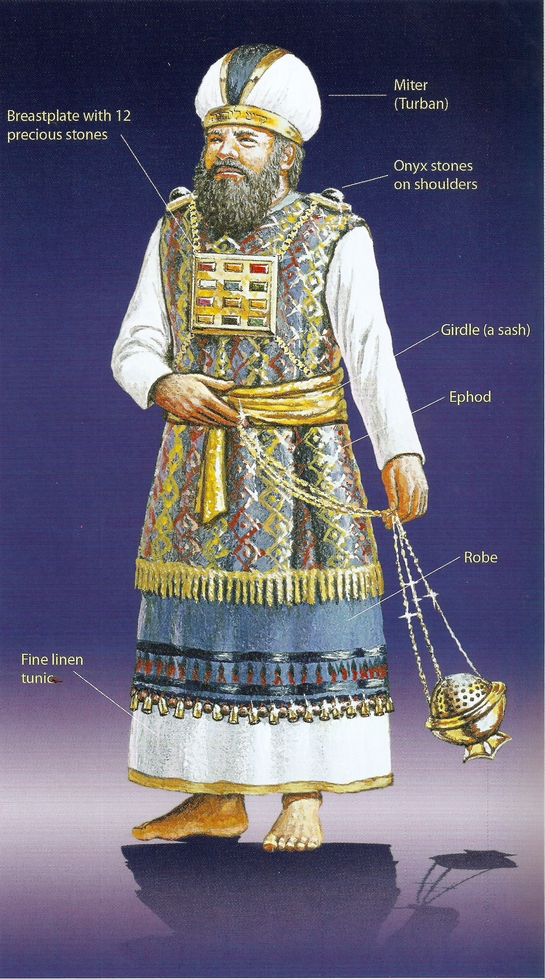 Miter
(Turban)
Breastplate with 12
precious stones
Onyx stones
on shoulders
Girdle (a sash)
Ephod
Robe
Fine linen
tunic